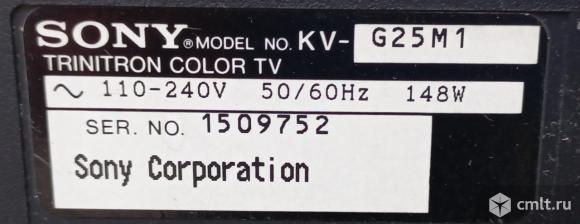 SONY® MODEL NO. KV- G25M1
TRINITRON COLOR TV
~ 110-240V 50/60Hz 148W
SER. NO. 1509752
Sony Corporation
cmlt.ru